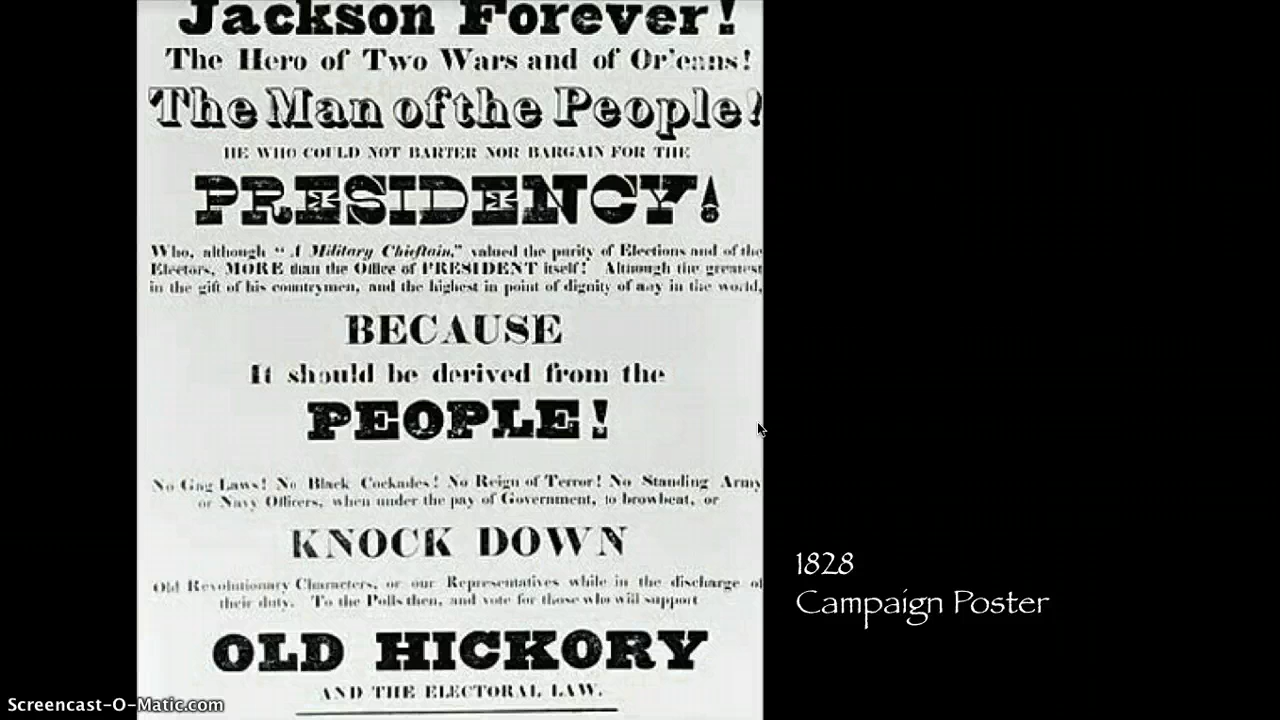 Jackson Forever!
The Hero of Two Wars and of Or'eans!
The Man of the People!
HE WHO COULD NOT BARTER NOR BARGAIN FOR THE
PRESIDENCY!
Who, although “A Military Chieftain,” valued the purity of Elections and of the
Electors, MORE than the Office of PRESIDENT itself! Although the greatest
in the gift of his countrymen, and the highest in point of dignity of any in the world,
BECAUSE
It should be derived from the
PEOPLE!
No Gag Laws! No Black Cockades! No Reign of Terror! No Standing Army
or Navy Officers, when under the pay of Government, to browbeat, or
KNOCK DOWN
Old Revolutionary Characters, or our Representatives while in the discharge of
their duty. To the Polls then, and vote for those who will support
OLD HICKORY
AND THE ELECTORAL LAW.
1828
Campaign Poster
Screencast-O-Matic.com